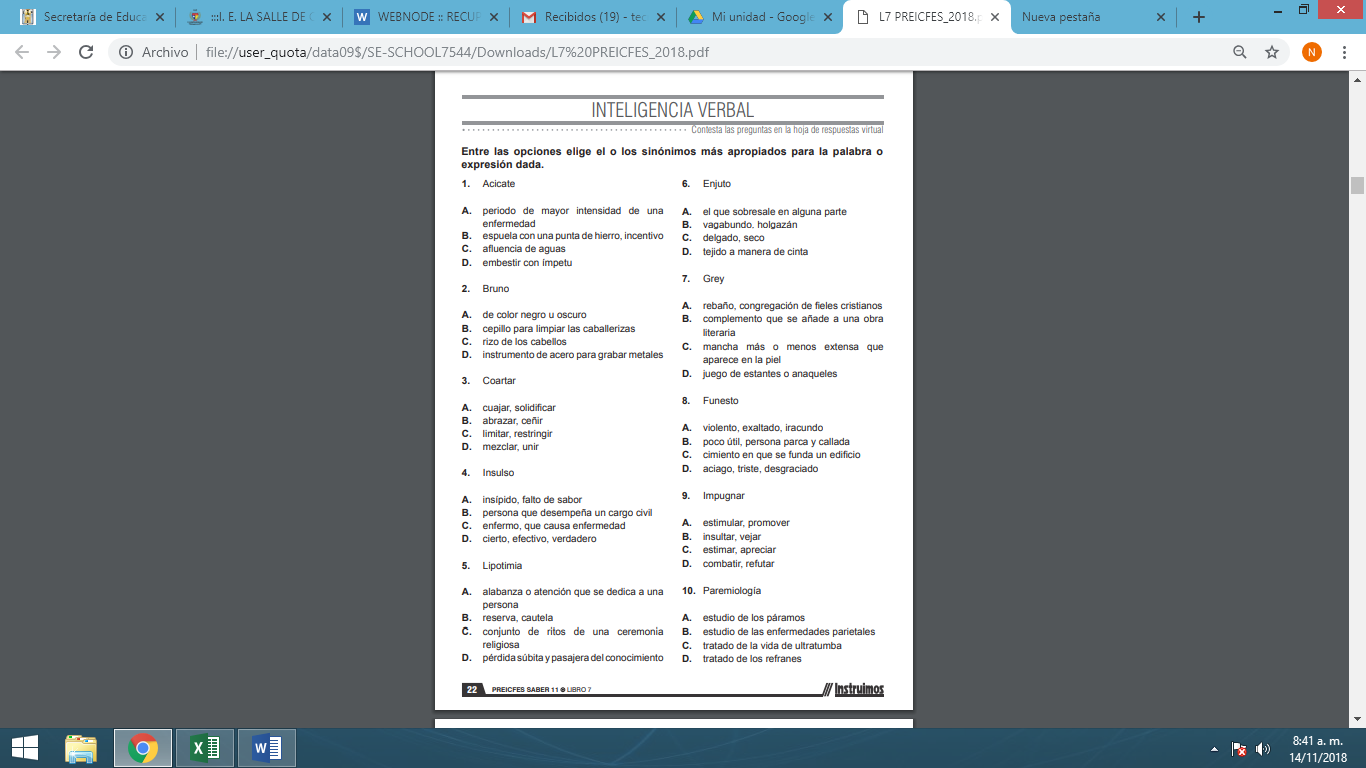 Secretaría de Educa
:::I. E. LA SALLE DE C
WEBNODE :: RECUP
Recibidos (19) - tec
Mi unidad - Google
L7 PREICFES_2018.p
Nueva pestaña
Archivo
file://user_quota/data09$/SE-SCHOOL7544/Downloads/L7%20PREICFES_2018.pdf
N
INTELIGENCIA VERBAL
Contesta las preguntas en la hoja de respuestas virtual
Entre las opciones elige el o los sinónimos más apropiados para la palabra o
expresión dada.
1. Acicate
A. periodo de mayor intensidad de una
enfermedad
B. espuela con una punta de hierro, incentivo
C. afluencia de aguas
D. embestir con ímpetu
2. Bruno
A. de color negro u oscuro
B. cepillo para limpiar las caballerizas
C. rizo de los cabellos
D. instrumento de acero para grabar metales
3. Coartar
A. cuajar, solidificar
B. abrazar, ceñir
C. limitar, restringir
D. mezclar, unir
4. Insulso
A. insípido, falto de sabor
B. persona que desempeña un cargo civil
C. enfermo, que causa enfermedad
D. cierto, efectivo, verdadero
5. Lipotimia
A. alabanza o atención que se dedica a una
persona
B. reserva, cautela
C. conjunto de ritos de una ceremonia
religiosa
D. pérdida súbita y pasajera del conocimiento
6. Enjuto
A. el que sobresale en alguna parte
B. vagabundo, holgazán
C. delgado, seco
D. tejido a manera de cinta
7. Grey
A. rebaño, congregación de fieles cristianos
B. complemento que se añade a una obra
literaria
C. mancha más o menos extensa que
aparece en la piel
D. juego de estantes o anaqueles
8. Funesto
A. violento, exaltado, iracundo
B. poco útil, persona parca y callada
C. cimiento en que se funda un edificio
D. aciago, triste, desgraciado
9. Impugnar
A. estimular, promover
B. insultar, vejar
C. estimar, apreciar
D. combatir, refutar
10. Paremiología
A. estudio de los páramos
B. estudio de las enfermedades parietales
C. tratado de la vida de ultratumba
D. tratado de los refranes
22 PREICFES SABER 11 LIBRO 7
Instruimos
8:41 a. m.
14/11/2018